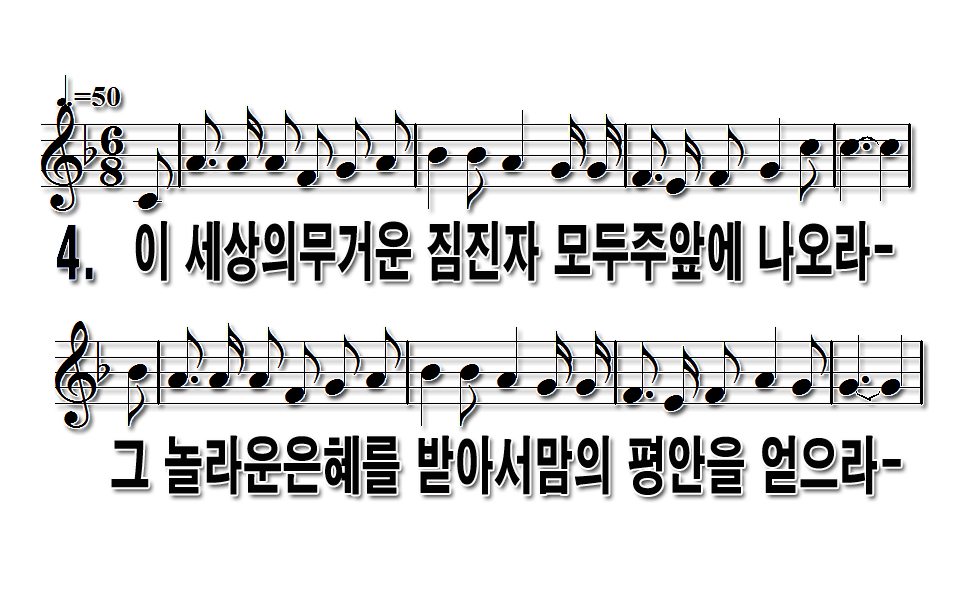 ♩.=50
6/8
4. 이 세상의무거운 짐진자 모두주앞에 나오라-
그 놀라운은혜를 받아서맘의 평안을 얻으라-